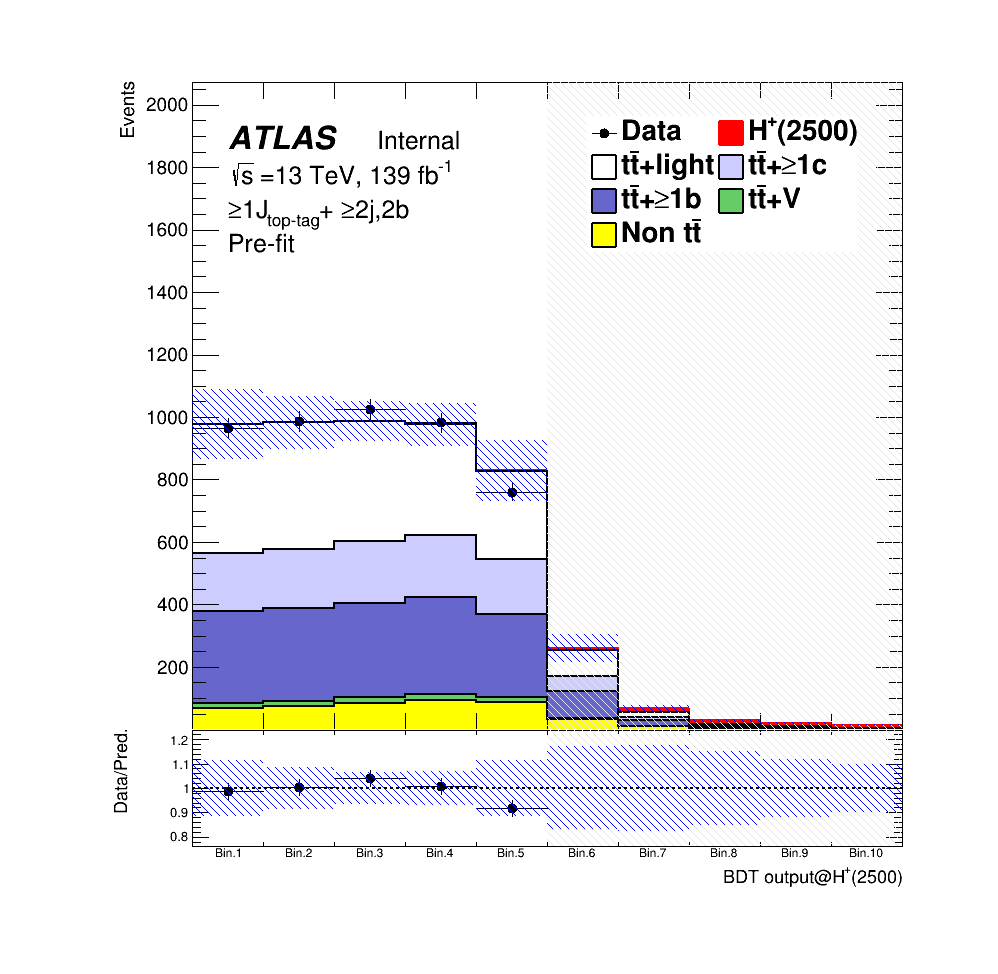 Events
2000
1800
1600
1400
1200
1000
800
600
400
200
ATLAS Internal
√s =13 TeV, 139 fb⁻¹
≥1J_top-tag+ ≥2j,2b
Pre-fit
Data
H⁺(2500)
tt̄+light
tt̄+≥1c
tt̄+≥1b
tt̄+V
Non tt̄
Data/Pred.
1.2
1.1
1
0.9
0.8
Bin.1 Bin.2 Bin.3 Bin.4 Bin.5 Bin.6 Bin.7 Bin.8 Bin.9 Bin.10
BDT output@H⁺(2500)